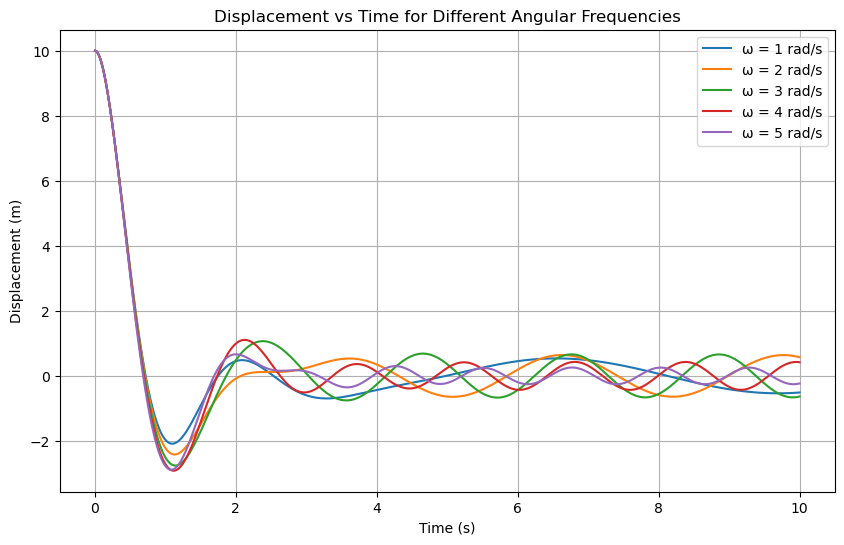 Displacement vs Time for Different Angular Frequencies
ω = 1 rad/s
ω = 2 rad/s
ω = 3 rad/s
ω = 4 rad/s
ω = 5 rad/s
10
8
6
4
2
0
−2
Displacement (m)
0 2 4 6 8 10
Time (s)